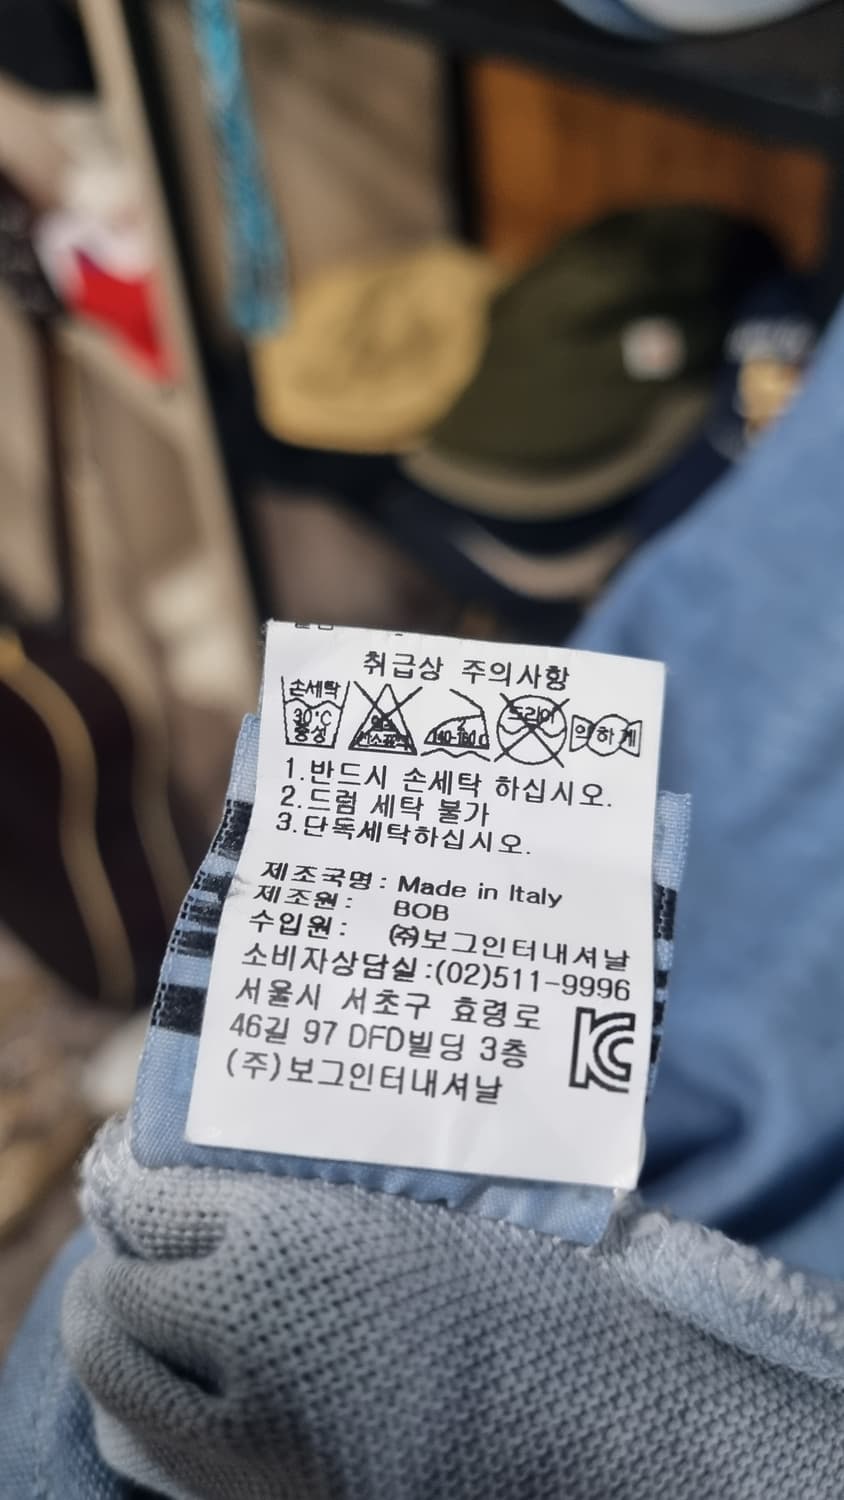 취급상 주의사항
손세탁
30°C
중성
드리이
약하게
1.반드시 손세탁 하십시오.
2.드럼 세탁 불가
3.단독세탁하십시오.
제조국명: Made in Italy
제조원: BOB
수입원: ㈜보그인터내셔날
소비자상담실:(02)511-9996
서울시 서초구 효령로
46길 97 DFD빌딩 3층
(주)보그인터내셔날